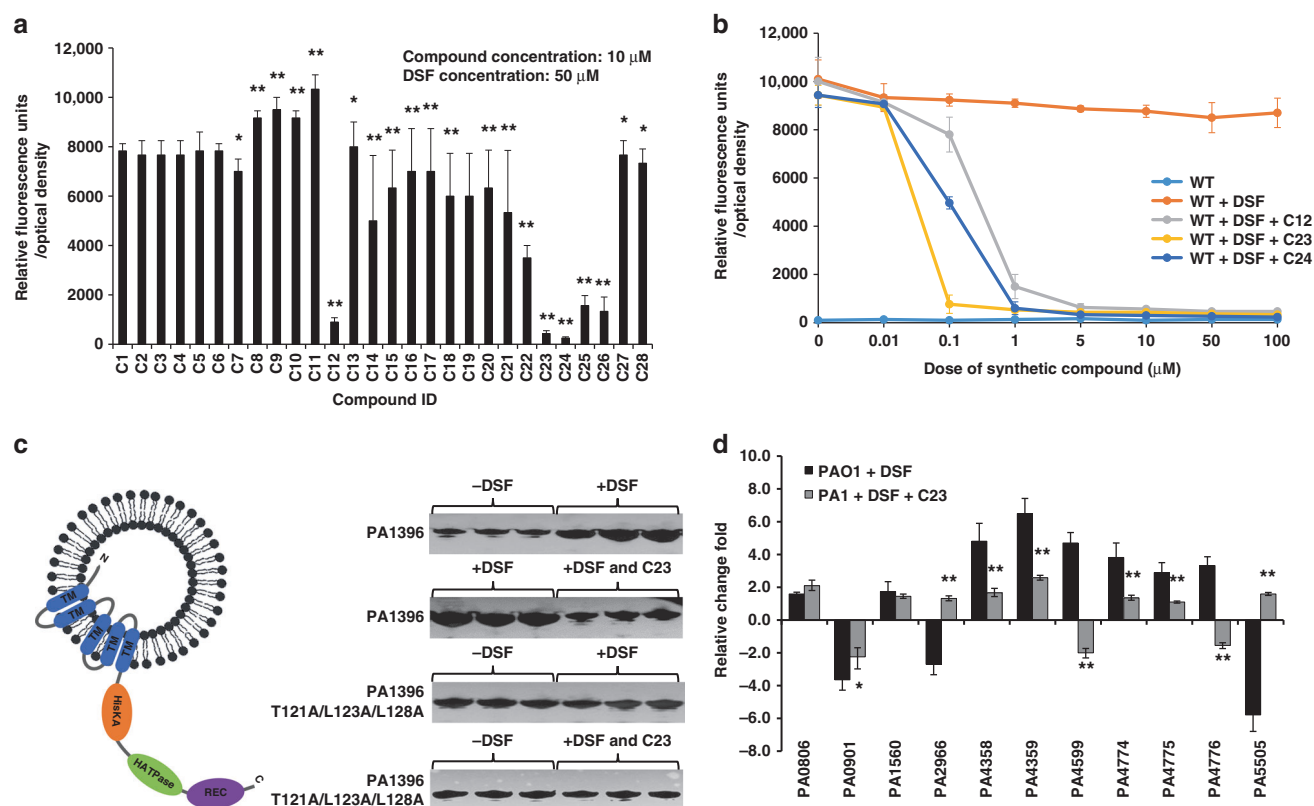 a
12,000
10,000
8000
6000
4000
2000
0
Relative fluorescence units
/optical density
Compound concentration: 10 μM
DSF concentration: 50 μM
* ** ** ** ** ** * ** ** ** ** ** ** ** ** ** ** ** ** * *
C1 C2 C3 C4 C5 C6 C7 C8 C9 C10 C11 C12 C13 C14 C15 C16 C17 C18 C19 C20 C21 C22 C23 C24 C25 C26 C27 C28
Compound ID
b
12,000
10,000
8000
6000
4000
2000
0
Relative fluorescence units
/optical density
WT
WT + DSF
WT + DSF + C12
WT + DSF + C23
WT + DSF + C24
0 0.01 0.1 1 5 10 50 100
Dose of synthetic compound (μM)
c
N
TM
TM
TM
TM
TM
HisKA
HATPase
REC
C
–DSF +DSF
PA1396
+DSF +DSF and C23
PA1396
–DSF +DSF
PA1396
T121A/L123A/L128A
–DSF +DSF and C23
PA1396
T121A/L123A/L128A
d
10.0
8.0
6.0
4.0
2.0
0.0
–2.0
–4.0
–6.0
–8.0
Relative change fold
PAO1 + DSF
PA1 + DSF + C23
* ** ** ** ** ** ** ** **
PA0806 PA0901 PA1560 PA2966 PA4358 PA4359 PA4599 PA4774 PA4775 PA4776 PA5505